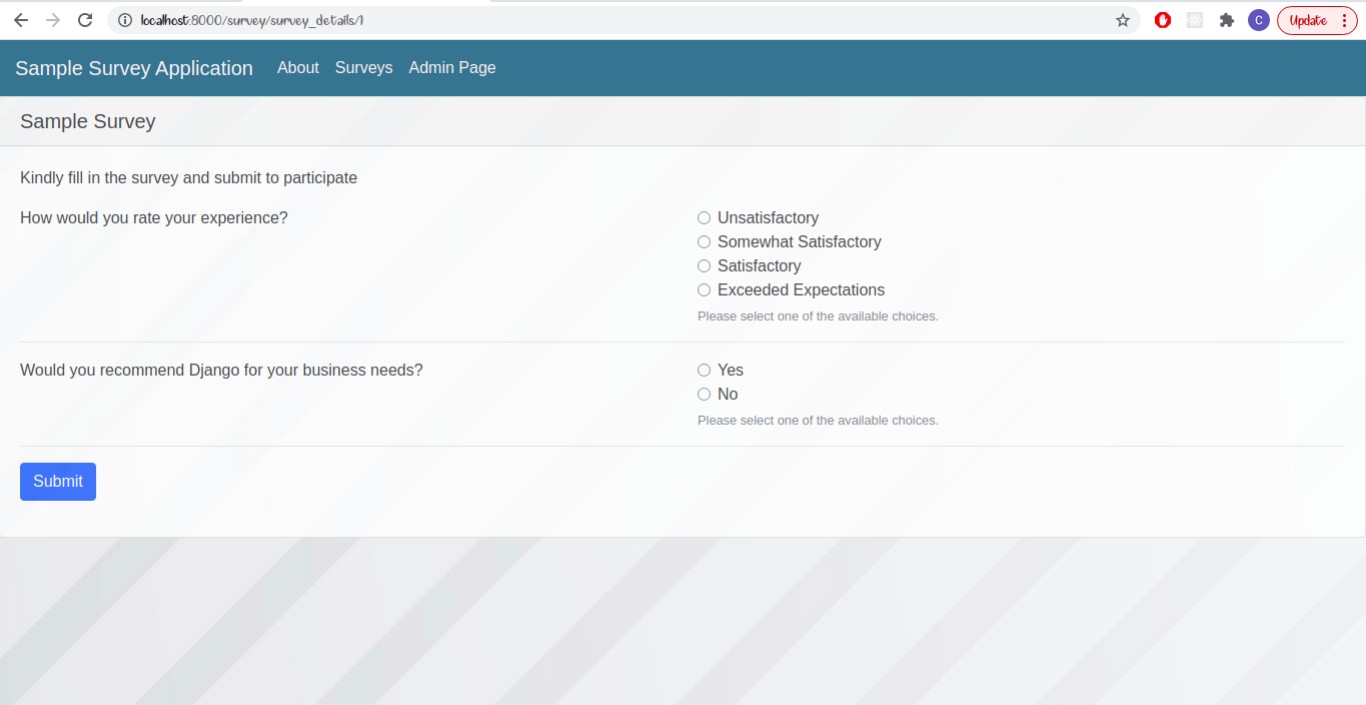 localhost:8000/survey/survey_details/1
C
Update
Sample Survey Application About Surveys Admin Page
Sample Survey
Kindly fill in the survey and submit to participate
How would you rate your experience?
Unsatisfactory
Somewhat Satisfactory
Satisfactory
Exceeded Expectations
Please select one of the available choices.
Would you recommend Django for your business needs?
Yes
No
Please select one of the available choices.
Submit